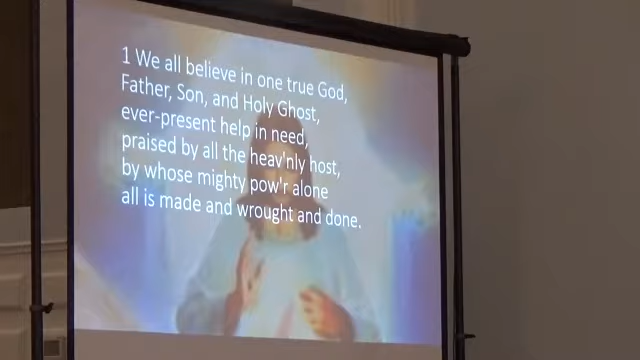 1 We all believe in one true God,
Father, Son, and Holy Ghost,
ever-present help in need,
praised by all the heav'nly host,
by whose mighty pow'r alone
all is made and wrought and done.